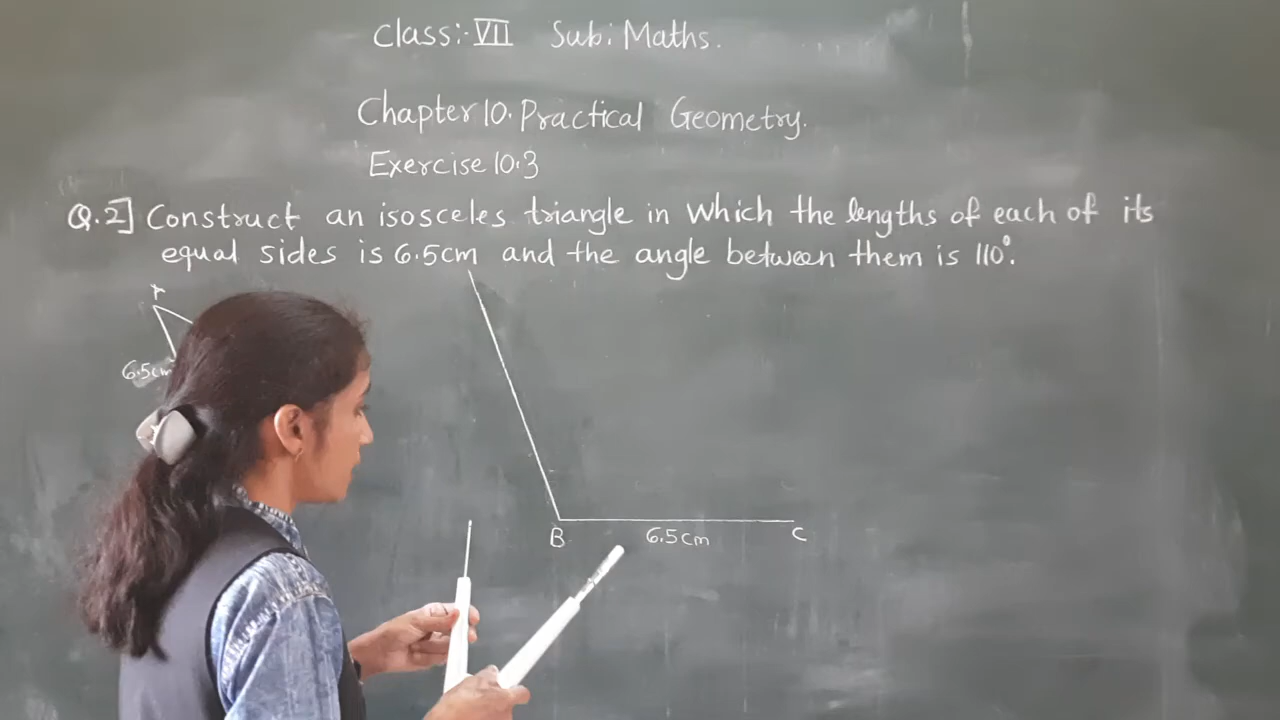 Class:- VII Sub: Maths.
Chapter 10. Practical Geometry.
Exercise 10.3
Q.2] Construct an isosceles triangle in which the lengths of each of its
equal sides is 6.5cm and the angle between them is 110°.
6.5cm
B 6.5cm C